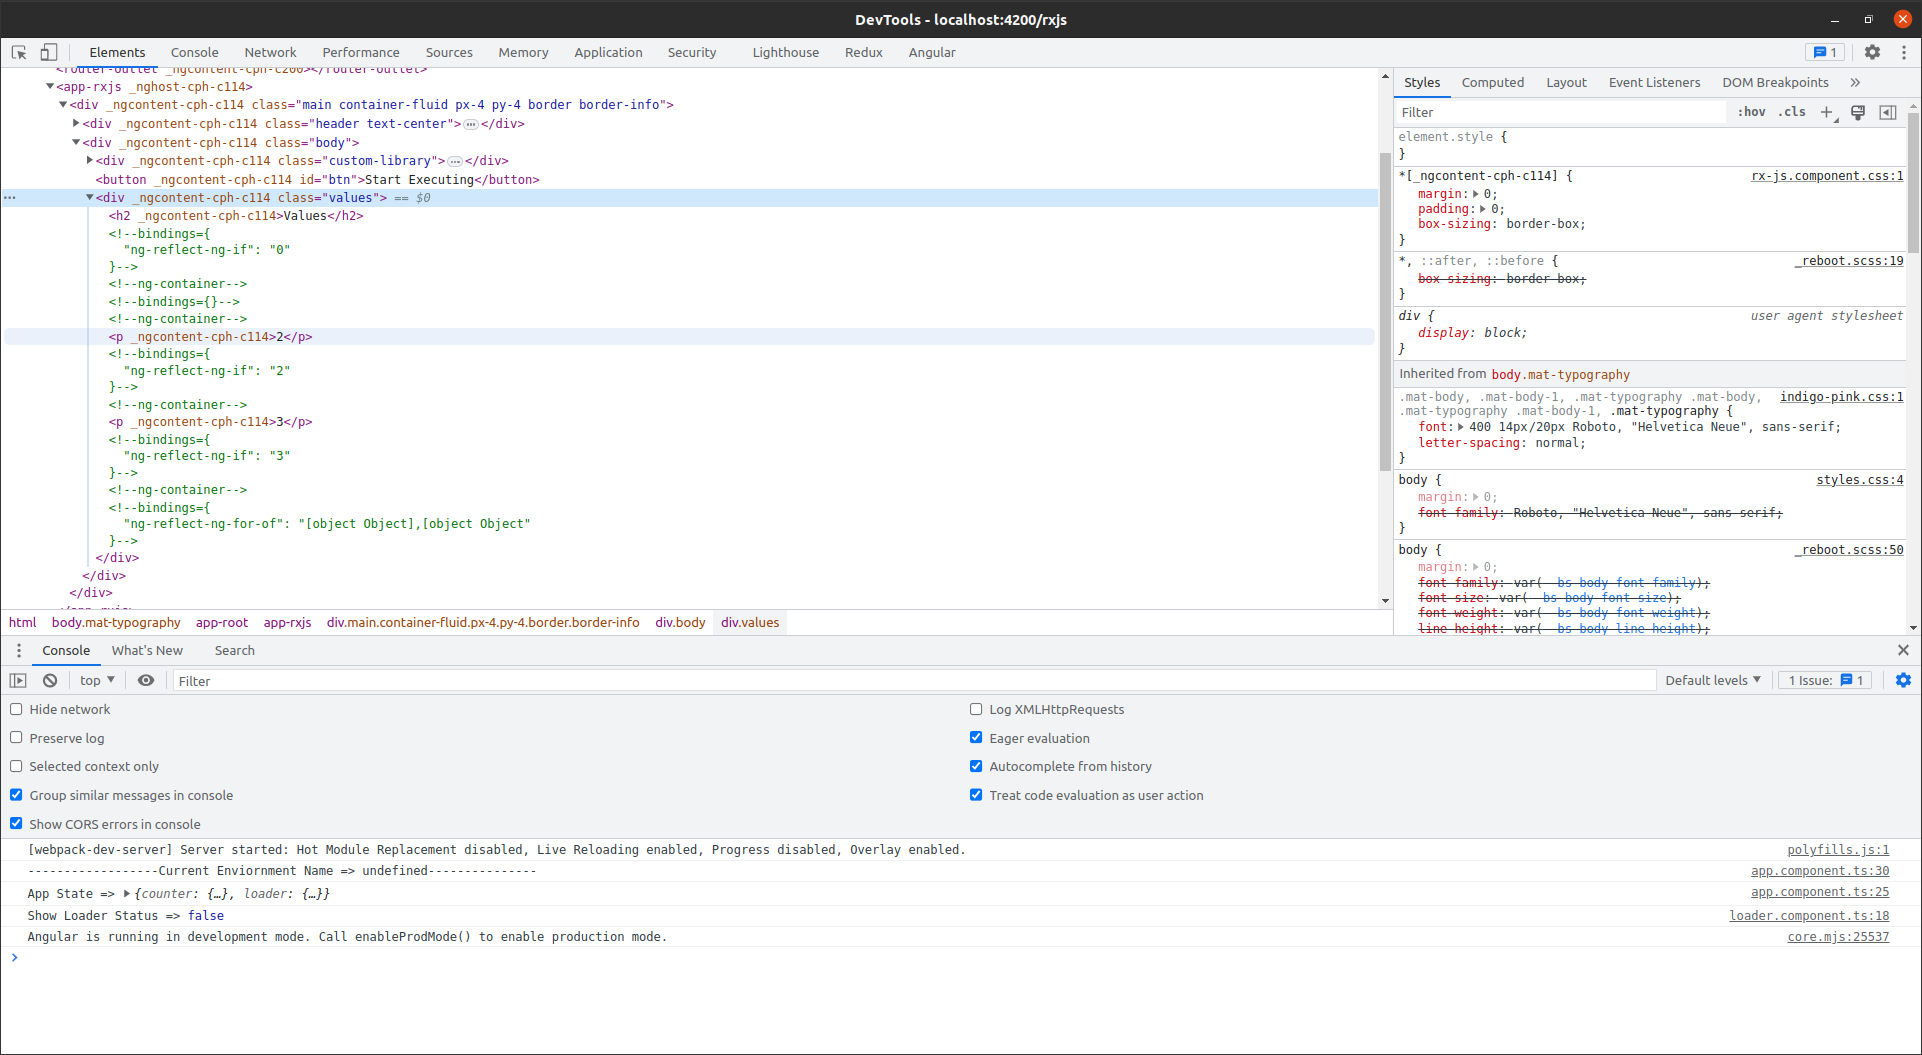 DevTools - localhost:4200/rxjs
Elements Console Network Performance Sources Memory Application Security Lighthouse Redux Angular 1
<router-outlet _ngcontent-cph-c200></router-outlet>
<app-rxjs _nghost-cph-c114>
<div _ngcontent-cph-c114 class="main container-fluid px-4 py-4 border border-info">
<div _ngcontent-cph-c114 class="header text-center">…</div>
<div _ngcontent-cph-c114 class="body">
<div _ngcontent-cph-c114 class="custom-library">…</div>
<button _ngcontent-cph-c114 id="btn">Start Executing</button>
<div _ngcontent-cph-c114 class="values"> == $0
<h2 _ngcontent-cph-c114>Values</h2>
<!--bindings={
"ng-reflect-ng-if": "0"
}-->
<!--ng-container-->
<!--bindings={}-->
<!--ng-container-->
<p _ngcontent-cph-c114>2</p>
<!--bindings={
"ng-reflect-ng-if": "2"
}-->
<!--ng-container-->
<p _ngcontent-cph-c114>3</p>
<!--bindings={
"ng-reflect-ng-if": "3"
}-->
<!--ng-container-->
<!--bindings={
"ng-reflect-ng-for-of": "[object Object],[object Object"
}-->
</div>
</div>
</div>
</app-rxjs>
html body.mat-typography app-root app-rxjs div.main.container-fluid.px-4.py-4.border.border-info div.body div.values
Styles Computed Layout Event Listeners DOM Breakpoints »
Filter :hov .cls +
element.style {
}
*[_ngcontent-cph-c114] { rx-js.component.css:1
margin: 0;
padding: 0;
box-sizing: border-box;
}
*, ::after, ::before { _reboot.scss:19
box-sizing: border-box;
}
div { user agent stylesheet
display: block;
}
Inherited from body.mat-typography
.mat-body, .mat-body-1, .mat-typography .mat-body, indigo-pink.css:1
.mat-typography .mat-body-1, .mat-typography {
font: 400 14px/20px Roboto, "Helvetica Neue", sans-serif;
letter-spacing: normal;
}
body { styles.css:4
margin: 0;
font-family: Roboto, "Helvetica Neue", sans-serif;
}
body { _reboot.scss:50
margin: 0;
font-family: var(--bs-body-font-family);
font-size: var(--bs-body-font-size);
font-weight: var(--bs-body-font-weight);
line-height: var(--bs-body-line-height);
Console What's New Search
top Filter Default levels 1 Issue: 1
Hide network
Log XMLHttpRequests
Preserve log
Eager evaluation
Selected context only
Autocomplete from history
Group similar messages in console
Treat code evaluation as user action
Show CORS errors in console
[webpack-dev-server] Server started: Hot Module Replacement disabled, Live Reloading enabled, Progress disabled, Overlay enabled. polyfills.js:1
------------------Current Enviornment Name => undefined--------------- app.component.ts:30
App State => {counter: {…}, loader: {…}} app.component.ts:25
Show Loader Status => false loader.component.ts:18
Angular is running in development mode. Call enableProdMode() to enable production mode. core.mjs:25537
>